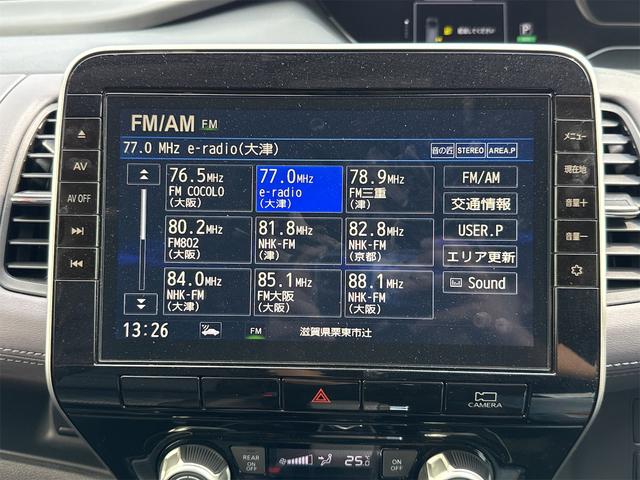 P
FM/AM FM
77.0 MHz e-radio(大津)
音の匠 STEREO AREA.P
76.5MHz
FM COCOLO
(大阪)
77.0MHz
e-radio
(大津)
78.9MHz
FM三重
(津)
80.2MHz
FM802
(大阪)
81.8MHz
NHK-FM
(津)
82.8MHz
NHK-FM
(京都)
84.0MHz
NHK-FM
(大津)
85.1MHz
FM大阪
(大阪)
88.1MHz
NHK-FM
(大阪)
FM/AM
交通情報
USER.P
エリア更新
Sound
13:26
FM
滋賀県栗東市辻
AV
AV OFF
メニュー
現在地
音量+
音量-
CAMERA
REAR
ON
OFF
25.0°C
ON
OFF